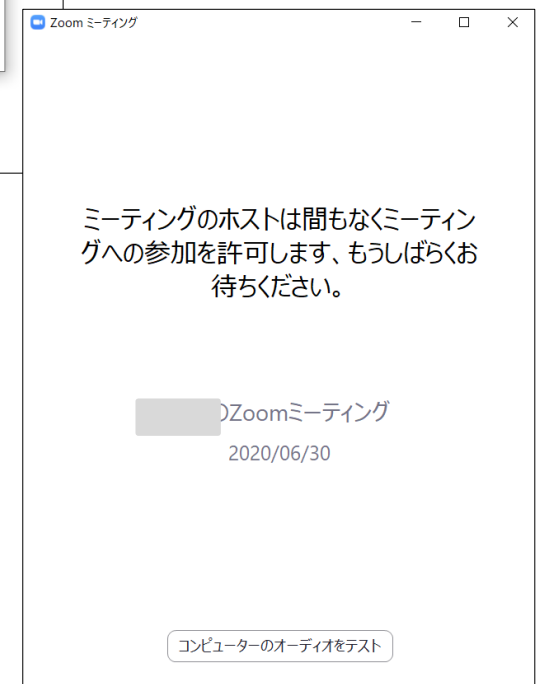 Zoom ミーティング
ミーティングのホストは間もなくミーティン
グへの参加を許可します、もうしばらくお
待ちください。
Zoomミーティング
2020/06/30
コンピューターのオーディオをテスト